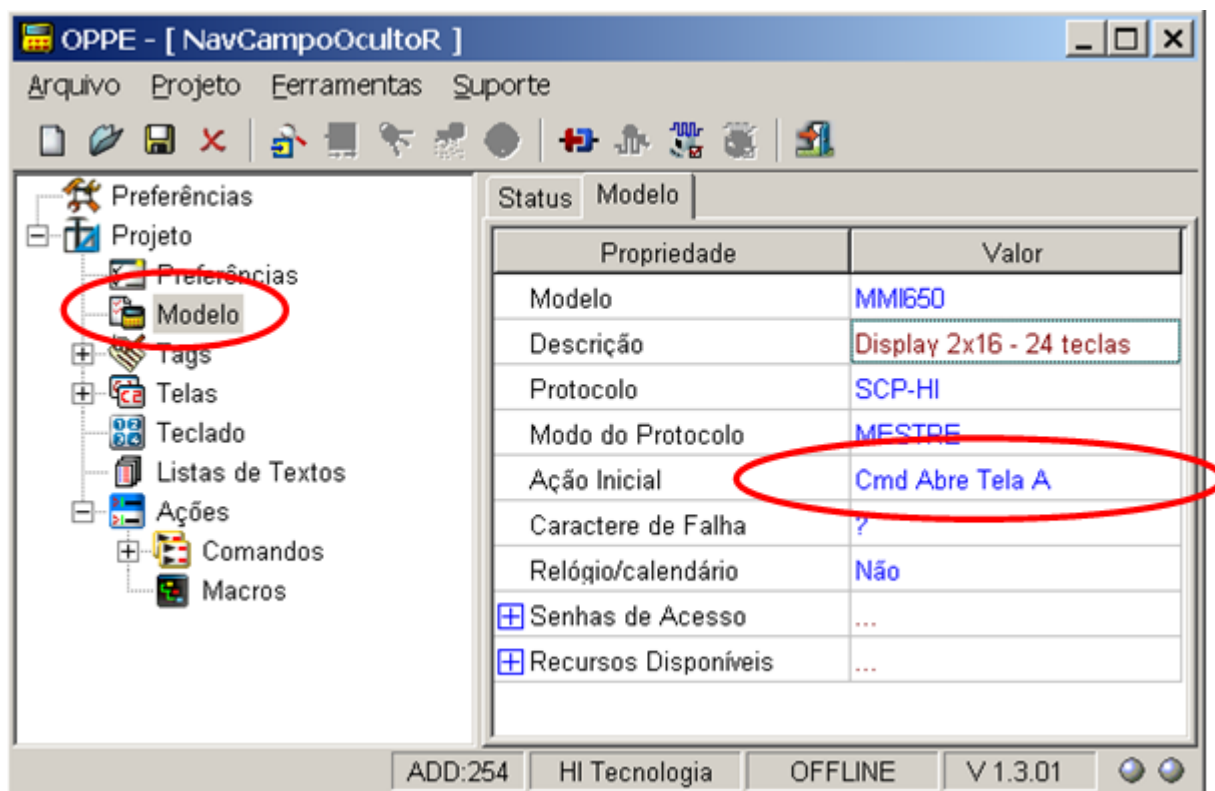 OPPE - [ NavCampoOcultoR ]
Arquivo Projeto Ferramentas Suporte
Preferências
Projeto
Preferências
Modelo
Tags
Telas
Teclado
Listas de Textos
Ações
Comandos
Macros
Status Modelo
Propriedade Valor
Modelo MMI650
Descrição Display 2x16 - 24 teclas
Protocolo SCP-HI
Modo do Protocolo MESTRE
Ação Inicial Cmd Abre Tela A
Caractere de Falha ?
Relógio/calendário Não
Senhas de Acesso ...
Recursos Disponíveis ...
ADD:254 HI Tecnologia OFFLINE V 1.3.01